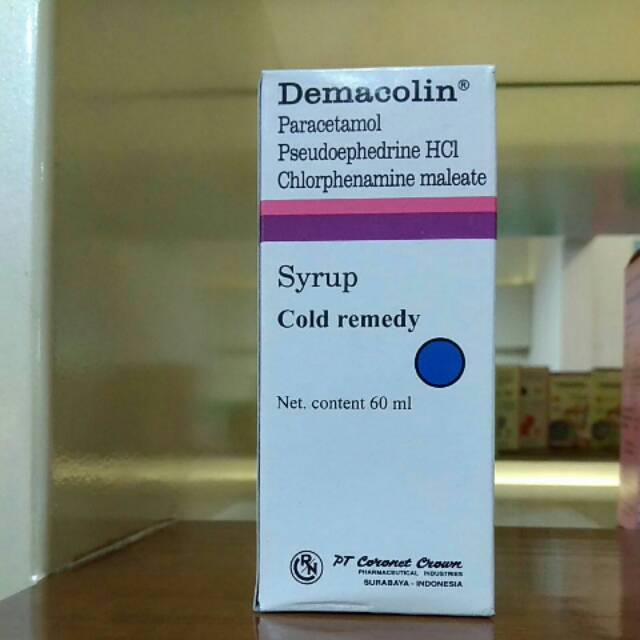 Demacolin®
Paracetamol
Pseudoephedrine HCl
Chlorphenamine maleate
Syrup
Cold remedy
Net. content 60 ml
CRN
PT Coronet Crown
PHARMACEUTICAL INDUSTRIES
SURABAYA - INDONESIA